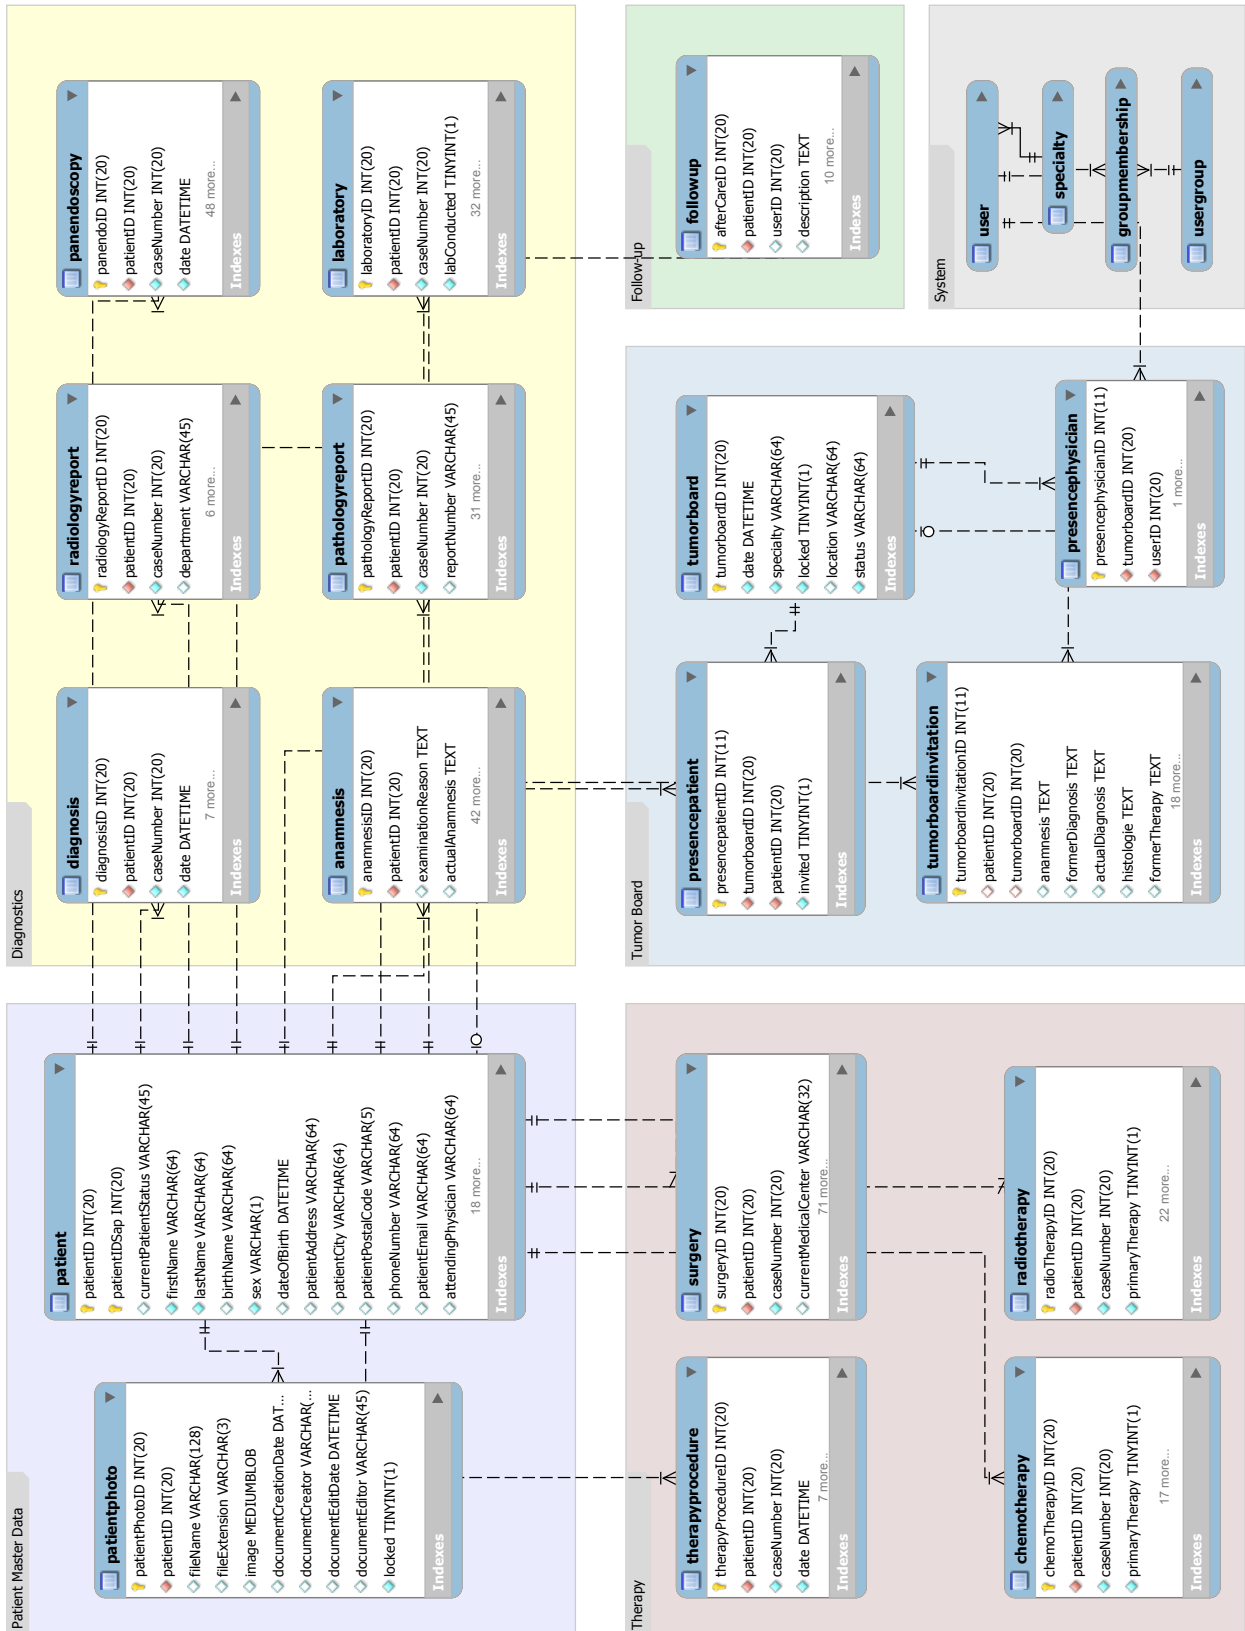 Patient Master Data
patientphoto
patientPhotoID INT(20)
patientID INT(20)
fileName VARCHAR(128)
fileExtension VARCHAR(3)
image MEDIUMBLOB
documentCreationDate DAT...
documentCreator VARCHAR(...
documentEditDate DATETIME
documentEditor VARCHAR(45)
locked TINYINT(1)
Indexes
patient
patientID INT(20)
patientIDSap INT(20)
currentPatientStatus VARCHAR(45)
firstName VARCHAR(64)
lastName VARCHAR(64)
birthName VARCHAR(64)
sex VARCHAR(1)
dateOfBirth DATETIME
patientAddress VARCHAR(64)
patientCity VARCHAR(64)
patientPostalCode VARCHAR(5)
phoneNumber VARCHAR(64)
patientEmail VARCHAR(64)
attendingPhysician VARCHAR(64)
18 more...
Indexes
Diagnostics
diagnosis
diagnosisID INT(20)
patientID INT(20)
caseNumber INT(20)
date DATETIME
7 more...
Indexes
radiologyreport
radiologyReportID INT(20)
patientID INT(20)
caseNumber INT(20)
department VARCHAR(45)
6 more...
Indexes
panendoscopy
panendoID INT(20)
patientID INT(20)
caseNumber INT(20)
date DATETIME
48 more...
Indexes
anamnesis
anamnesisID INT(20)
patientID INT(20)
examinationReason TEXT
actualAnamnesis TEXT
42 more...
Indexes
pathologyreport
pathologyReportID INT(20)
patientID INT(20)
caseNumber INT(20)
reportNumber VARCHAR(45)
31 more...
Indexes
laboratory
laboratoryID INT(20)
patientID INT(20)
caseNumber INT(20)
labConducted TINYINT(1)
32 more...
Indexes
Therapy
therapyprocedure
therapyProcedureID INT(20)
patientID INT(20)
caseNumber INT(20)
date DATETIME
7 more...
Indexes
surgery
surgeryID INT(20)
patientID INT(20)
caseNumber INT(20)
currentMedicalCenter VARCHAR(32)
71 more...
Indexes
chemotherapy
chemoTherapyID INT(20)
patientID INT(20)
caseNumber INT(20)
primaryTherapy TINYINT(1)
17 more...
Indexes
radiotherapy
radioTherapyID INT(20)
patientID INT(20)
caseNumber INT(20)
primaryTherapy TINYINT(1)
22 more...
Indexes
Tumor Board
presencepatient
presencepatientID INT(11)
tumorboardID INT(20)
patientID INT(20)
invited TINYINT(1)
Indexes
tumorboard
tumorboardID INT(20)
date DATETIME
specialty VARCHAR(64)
locked TINYINT(1)
location VARCHAR(64)
status VARCHAR(64)
Indexes
tumorboardinvitation
tumorboardinvitationID INT(11)
patientID INT(20)
tumorboardID INT(20)
anamnesis TEXT
formerDiagnosis TEXT
actualDiagnosis TEXT
histologie TEXT
formerTherapy TEXT
18 more...
Indexes
presencephysician
presencephysicianID INT(11)
tumorboardID INT(20)
userID INT(20)
1 more...
Indexes
Follow-up
followup
afterCareID INT(20)
patientID INT(20)
userID INT(20)
description TEXT
10 more...
Indexes
System
user
specialty
groupmembership
usergroup